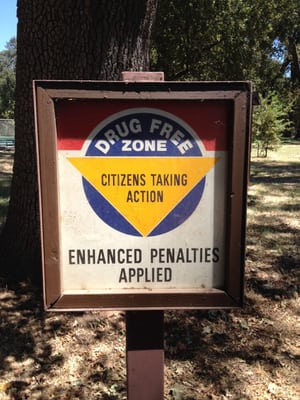 DRUG FREE
ZONE
CITIZENS TAKING
ACTION
ENHANCED PENALTIES
APPLIED